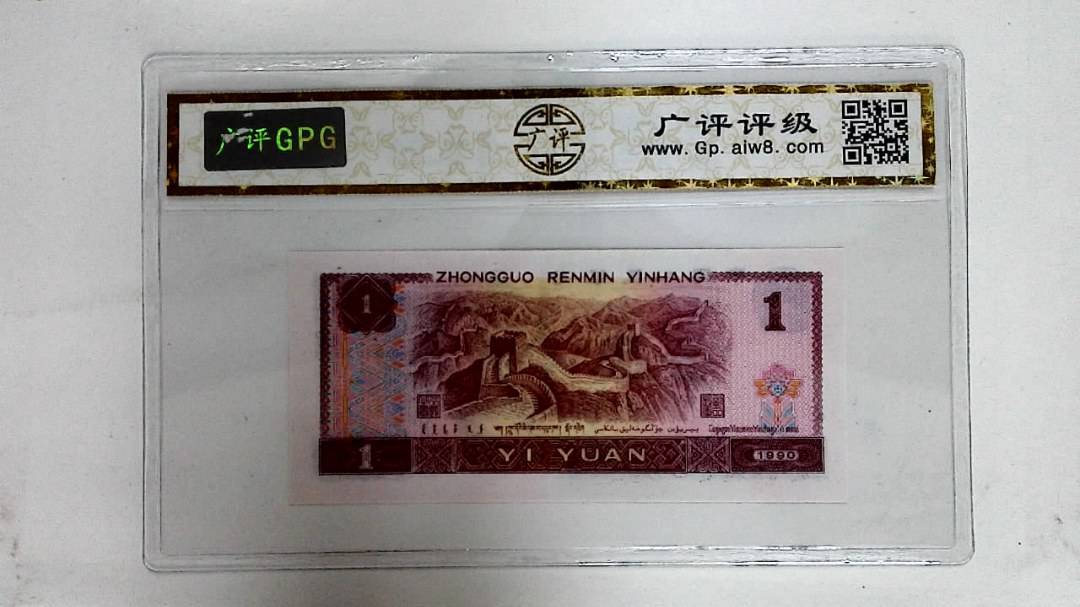 广评GPG
广评
广评评级
www.Gp.aiw8.com
ZHONGGUO RENMIN YINHANG
1
1
1
YI YUAN
1990